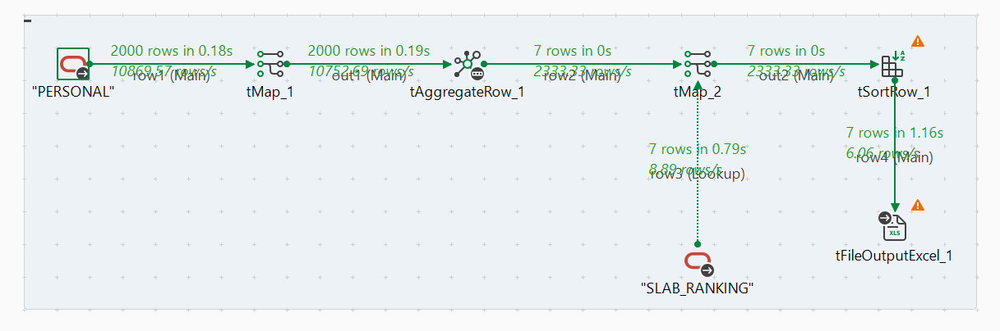 2000 rows in 0.18s
10869.57 rows/s
row1 (Main)
2000 rows in 0.19s
10752.69 rows/s
out1 (Main)
7 rows in 0s
2333.33 rows/s
row2 (Main)
7 rows in 0s
2333.33 rows/s
out2 (Main)
"PERSONAL"
tMap_1
tAggregateRow_1
tMap_2
tSortRow_1
A
Z
7 rows in 0.79s
8.89 rows/s
row3 (Lookup)
7 rows in 1.16s
6.06 rows/s
row4 (Main)
XLS
tFileOutputExcel_1
"SLAB_RANKING"